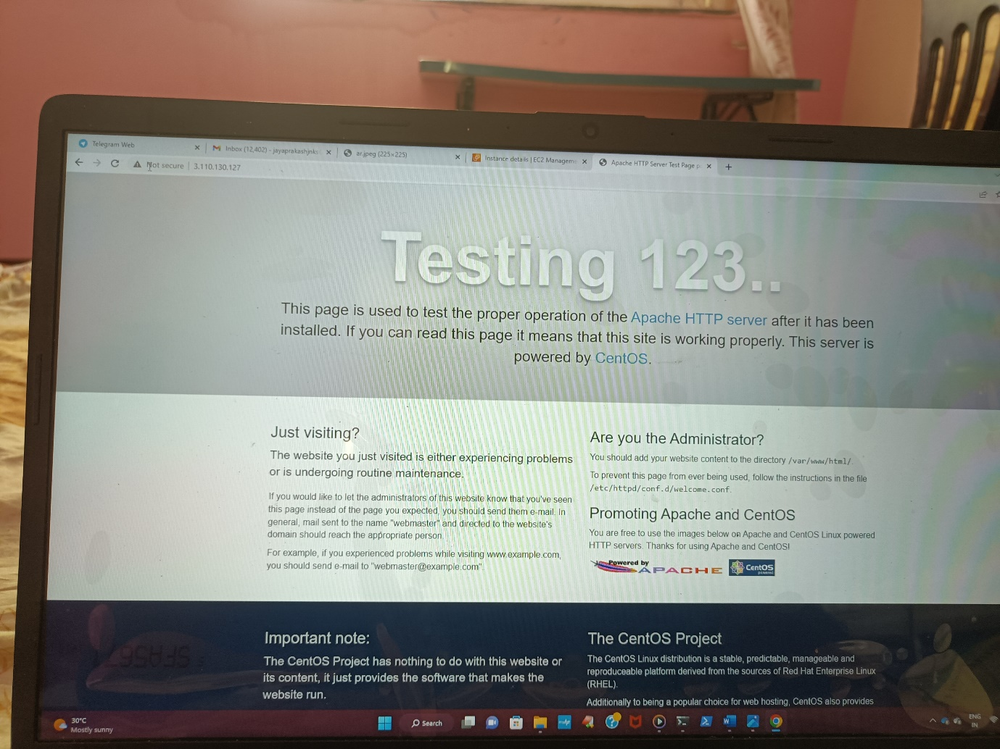 Telegram Web
Inbox (12,402) - jayaprakashjnks
ar.jpeg (225×225)
Instance details | EC2 Managem
Apache HTTP Server Test Page p
Not secure | 3.110.130.127
Testing 123..
This page is used to test the proper operation of the Apache HTTP server after it has been
installed. If you can read this page it means that this site is working properly. This server is
powered by CentOS.
Just visiting?
The website you just visited is either experiencing problems
or is undergoing routine maintenance.
If you would like to let the administrators of this website know that you've seen
this page instead of the page you expected, you should send them e-mail. In
general, mail sent to the name "webmaster" and directed to the website's
domain should reach the appropriate person.
For example, if you experienced problems while visiting www.example.com,
you should send e-mail to "webmaster@example.com".
Are you the Administrator?
You should add your website content to the directory /var/www/html/.
To prevent this page from ever being used, follow the instructions in the file
/etc/httpd/conf.d/welcome.conf.
Promoting Apache and CentOS
You are free to use the images below on Apache and CentOS Linux powered
HTTP servers. Thanks for using Apache and CentOS!
Powered by
APACHE
CentOS
Important note:
The CentOS Project has nothing to do with this website or
its content, it just provides the software that makes the
website run.
The CentOS Project
The CentOS Linux distribution is a stable, predictable, manageable and
reproduceable platform derived from the sources of Red Hat Enterprise Linux
(RHEL).
Additionally to being a popular choice for web hosting, CentOS also provides
30°C
Mostly sunny
Search
ENG
IN